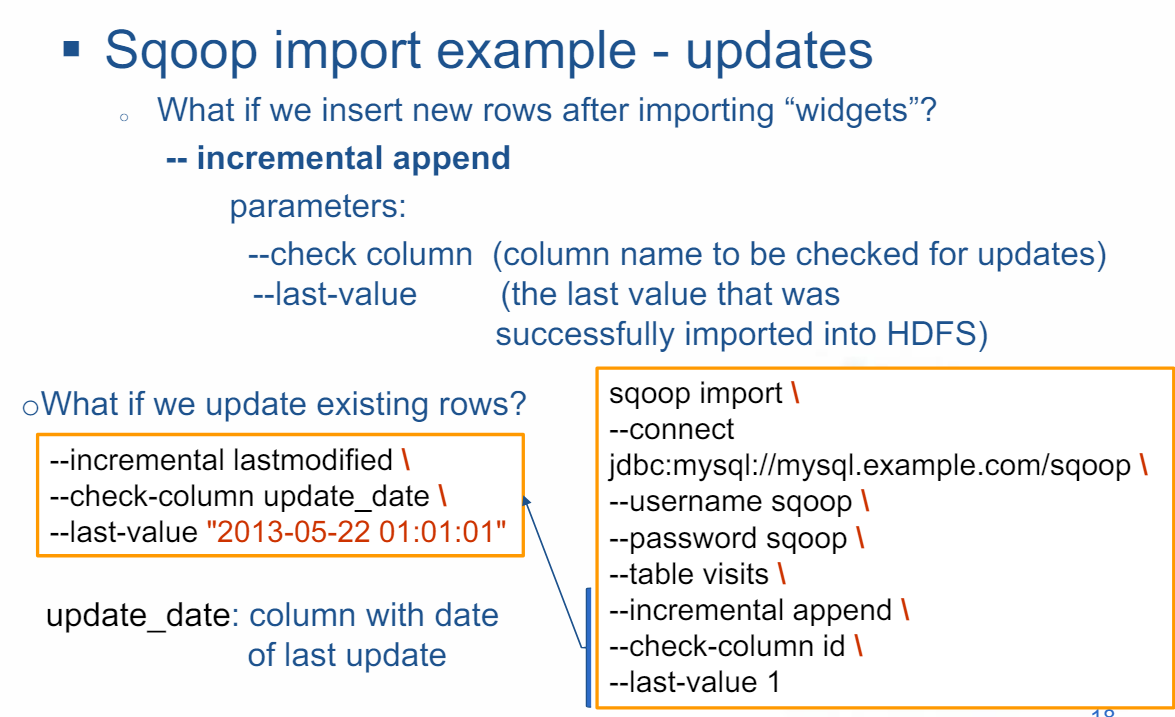 ▪ Sqoop import example - updates
○ What if we insert new rows after importing “widgets”?
-- incremental append
parameters:
--check column (column name to be checked for updates)
--last-value (the last value that was
successfully imported into HDFS)
○What if we update existing rows?
--incremental lastmodified \
--check-column update_date \
--last-value "2013-05-22 01:01:01"
update_date: column with date
of last update
sqoop import \
--connect
jdbc:mysql://mysql.example.com/sqoop \
--username sqoop \
--password sqoop \
--table visits \
--incremental append \
--check-column id \
--last-value 1
18